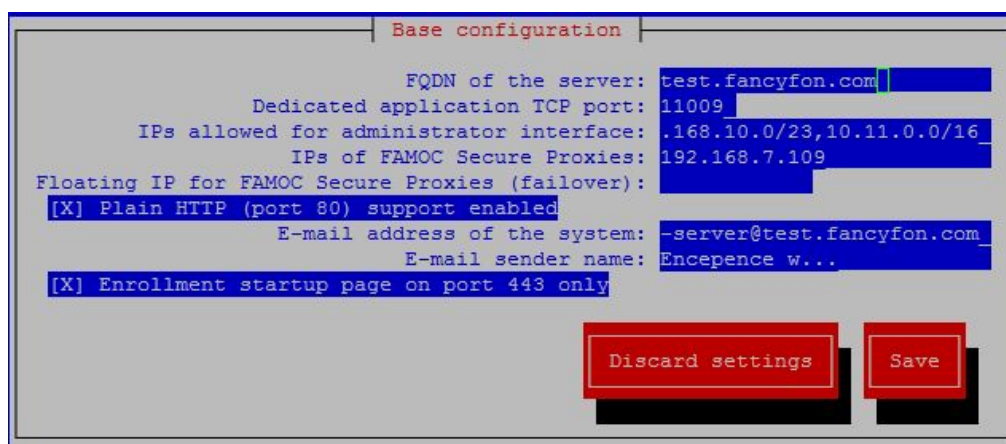 Base configuration
FQDN of the server: test.fancyfon.com
Dedicated application TCP port: 11009
IPs allowed for administrator interface: .168.10.0/23,10.11.0.0/16
IPs of FAMOC Secure Proxies: 192.168.7.109
Floating IP for FAMOC Secure Proxies (failover):
[X] Plain HTTP (port 80) support enabled
E-mail address of the system: -server@test.fancyfon.com
E-mail sender name: Encepence w...
[X] Enrollment startup page on port 443 only
Discard settings Save